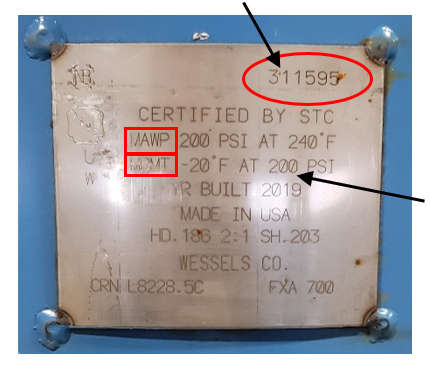 NB 311595
CERTIFIED BY STC
U MAWP 200 PSI AT 240°F
W MDMT -20°F AT 200 PSI
YR BUILT 2019
MADE IN USA
HD.186 2:1 SH.203
WESSELS CO.
CRN L8228.5C FXA 700